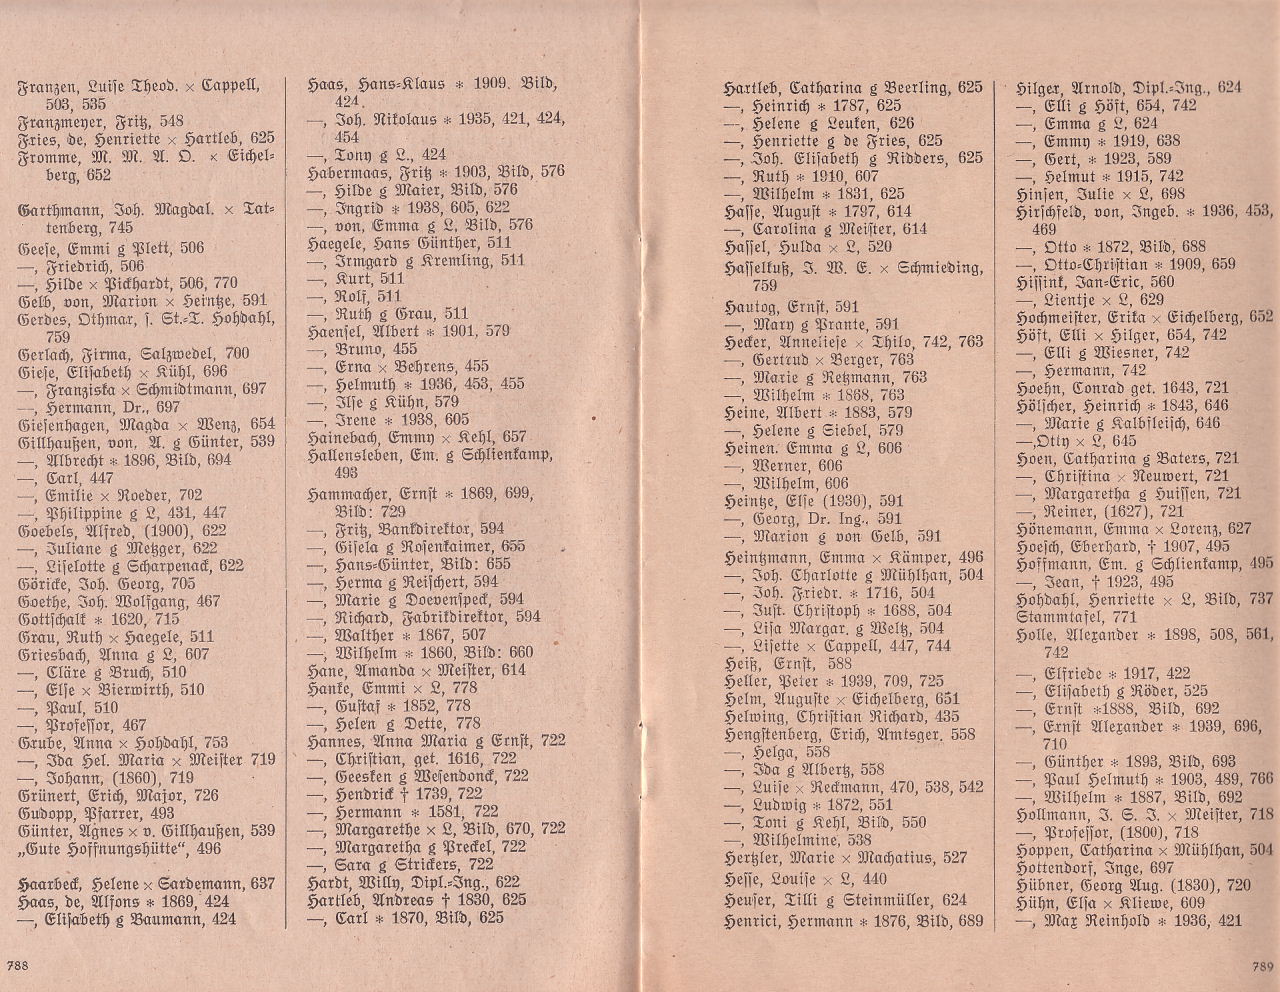 Franzen, Luise Theod. × Cappell,
503, 535
Franzmeyer, Fritz, 548
Fries, de, Henriette × Hartleb, 625
Fromme, M. M. A. O. × Eichel-
berg, 652
Garthmann, Joh. Magdal. × Tat-
tenberg, 745
Geese, Emmi g Plett, 506
—, Friedrich, 506
—, Hilde × Pickhardt, 506, 770
Gelb, von, Marion × Heintze, 591
Gerdes, Othmar, s. St.-T. Hohdahl,
759
Gerlach, Firma, Salzwedel, 700
Giese, Elisabeth × Kühl, 696
—, Franziska × Schmidtmann, 697
—, Hermann, Dr., 697
Giesenhagen, Magda × Wenz, 654
Gillhaußen, von. A. g Günter, 539
—, Albrecht * 1896, Bild, 694
—, Carl, 447
—, Emilie × Roeder, 702
—, Philippine g L, 431, 447
Goebels, Alfred, (1900), 622
—, Juliane g Metzger, 622
—, Liselotte g Scharpenack, 622
Göricke, Joh. Georg, 705
Goethe, Joh. Wolfgang, 467
Gottschalk * 1620, 715
Grau, Ruth × Haegele, 511
Griesbach, Anna g L, 607
—, Cläre g Bruch, 510
—, Else × Bierwirth, 510
—, Paul, 510
—, Professor, 467
Grube, Anna × Hohdahl, 753
—, Ida Hel. Maria × Meister 719
—, Johann, (1860), 719
Grünert, Erich, Major, 726
Gudopp, Pfarrer, 493
Günter, Agnes × v. Gillhaußen, 539
„Gute Hoffnungshütte“, 496
Haarbeck, Helene × Sardemann, 637
Haas, de, Alfons * 1869, 424
—, Elisabeth g Baumann, 424
788
Haas, Hans-Klaus * 1909. Bild,
424.
—, Joh. Nikolaus * 1935, 421, 424,
454
—, Tony g L., 424
Habermaas, Fritz * 1903, Bild, 576
—, Hilde g Maier, Bild, 576
—, Ingrid * 1938, 605, 622
—, von, Emma g L, Bild, 576
Haegele, Hans Günther, 511
—, Irmgard g Kremling, 511
—, Kurt, 511
—, Rolf, 511
—, Ruth g Grau, 511
Haensel, Albert * 1901, 579
—, Bruno, 455
—, Erna × Behrens, 455
—, Helmuth * 1936, 453, 455
—, Ilse g Kühn, 579
—, Irene * 1938, 605
Hainebach, Emmy × Kehl, 657
Hallensleben, Em. g Schlienkamp,
493
Hammacher, Ernst * 1869, 699,
Bild: 729
—, Fritz, Bankdirektor, 594
—, Gisela g Rosenkaimer, 655
—, Hans-Günter, Bild: 655
—, Herma g Reischert, 594
—, Marie g Doevenspeck, 594
—, Richard, Fabrikdirektor, 594
—, Walther * 1867, 507
—, Wilhelm * 1860, Bild: 660
Hane, Amanda × Meister, 614
Hanke, Emmi × L, 778
—, Gustaf * 1852, 778
—, Helen g Dette, 778
Hannes, Anna Maria g Ernst, 722
—, Christian, get. 1616, 722
—, Geesken g Wesendonck, 722
—, Hendrick † 1739, 722
—, Hermann * 1581, 722
—, Margarethe × L, Bild, 670, 722
—, Margaretha g Preckel, 722
—, Sara g Strickers, 722
Hardt, Willy, Dipl.-Ing., 622
Hartleb, Andreas † 1830, 625
—, Carl * 1870, Bild, 625
Hartleb, Catharina g Beerling, 625
—, Heinrich * 1787, 625
—, Helene g Leuken, 626
—, Henriette g de Fries, 625
—, Joh. Elisabeth g Ridders, 625
—, Ruth * 1910, 607
—, Wilhelm * 1831, 625
Hasse, August * 1797, 614
—, Carolina g Meister, 614
Hassel, Hulda × L, 520
Hasselkuß, J. W. E. × Schmieding,
759
Hautog, Ernst, 591
—, Mary g Prante, 591
Hecker, Anneliese × Thilo, 742, 763
—, Gertrud × Berger, 763
—, Marie g Retzmann, 763
—, Wilhelm * 1868, 763
Heine, Albert * 1883, 579
—, Helene g Siebel, 579
Heinen. Emma g L, 606
—, Werner, 606
—, Wilhelm, 606
Heintze, Else (1930), 591
—, Georg, Dr. Ing., 591
—, Marion g von Gelb, 591
Heintzmann, Emma × Kämper, 496
—, Joh. Charlotte g Mühlhan, 504
—, Joh. Friedr. * 1716, 504
—, Just. Christoph * 1688, 504
—, Lisa Margar. g Weltz, 504
—, Lisette × Cappell, 447, 744
Heiß, Ernst, 588
Heller, Peter * 1939, 709, 725
Helm, Auguste × Eichelberg, 651
Helwing, Christian Richard, 435
Hengstenberg, Erich, Amtsger. 558
—, Helga, 558
—, Ida g Albertz, 558
—, Luise × Reckmann, 470, 538, 542
—, Ludwig * 1872, 551
—, Toni g Kehl, Bild, 550
—, Wilhelmine, 538
Hertzler, Marie × Machatius, 527
Hesse, Louise × L, 440
Heuser, Tilli g Steinmüller, 624
Henrici, Hermann * 1876, Bild, 689
Hilger, Arnold, Dipl.-Ing., 624
—, Elli g Höft, 654, 742
—, Emma g L, 624
—, Emmy * 1919, 638
—, Gert, * 1923, 589
—, Helmut * 1915, 742
Hinsen, Julie × L, 698
Hirschfeld, von, Ingeb. * 1936, 453,
469
—, Otto * 1872, Bild, 688
—, Otto-Christian * 1909, 659
Hissink, Jan-Eric, 560
—, Lientje × L, 629
Hochmeister, Erika × Eichelberg, 652
Höft, Elli × Hilger, 654, 742
—, Elli g Wiesner, 742
—, Hermann, 742
Hoehn, Conrad get. 1643, 721
Hölscher, Heinrich * 1843, 646
—, Marie g Kalbfleisch, 646
—,Otty × L, 645
Hoen, Catharina g Baters, 721
—, Christina × Neuwert, 721
—, Margaretha g Huissen, 721
—, Reiner, (1627), 721
Hönemann, Emma × Lorenz, 627
Hoesch, Eberhard, † 1907, 495
Hoffmann, Em. g Schlienkamp, 495
—, Jean, † 1923, 495
Hohdahl, Henriette × L, Bild, 737
Stammtafel, 771
Holle, Alexander * 1898, 508, 561,
742
—, Elfriede * 1917, 422
—, Elisabeth g Röder, 525
—, Ernst *1888, Bild, 692
—, Ernst Alexander * 1939, 696,
710
—, Günther * 1893, Bild, 693
—, Paul Helmuth * 1903, 489, 766
—, Wilhelm * 1887, Bild, 692
Hollmann, J. S. J. × Meister, 718
—, Professor, (1800), 718
Hoppen, Catharina × Mühlhan, 504
Hottendorf, Inge, 697
Hübner, Georg Aug. (1830), 720
Hühn, Elsa × Kliewe, 609
—, Max Reinhold * 1936, 421
789